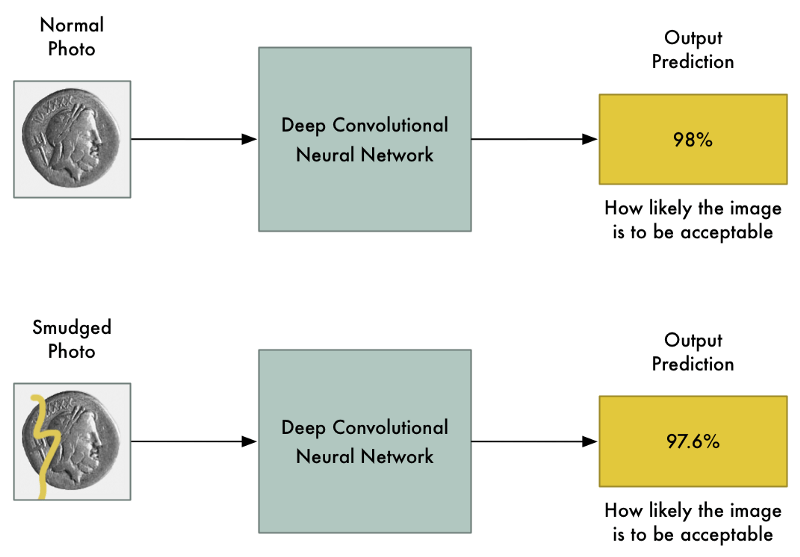 Normal
Photo
Deep Convolutional
Neural Network
Output
Prediction
98%
How likely the image
is to be acceptable
Smudged
Photo
Deep Convolutional
Neural Network
Output
Prediction
97.6%
How likely the image
is to be acceptable